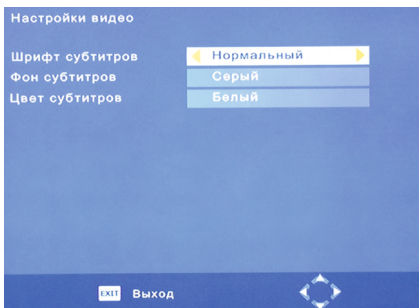 Настройки видео
Шрифт субтитров Нормальный
Фон субтитров Серый
Цвет субтитров Белый
EXIT Выход